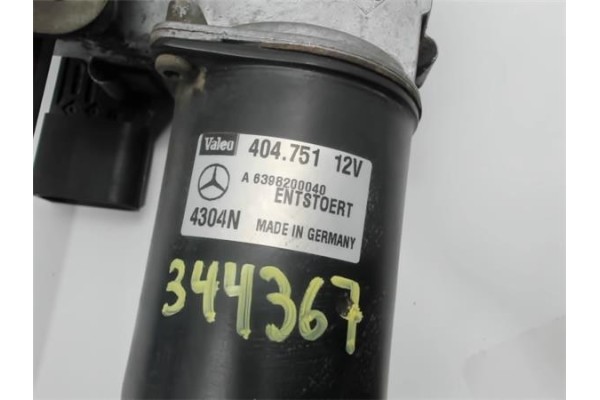 Valeo 404.751 12V
A 6398200040
ENTSTOERT
4304N MADE IN GERMANY
344367